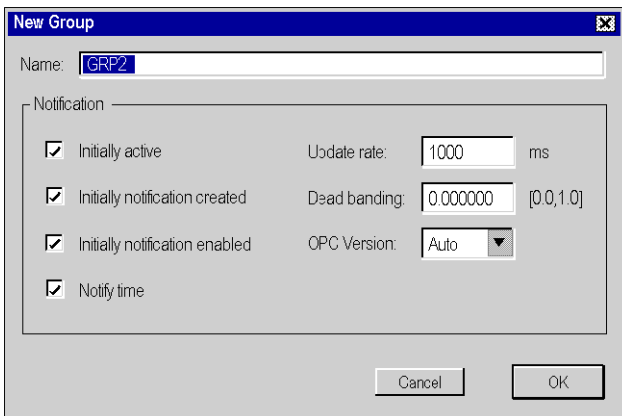 New Group
Name: GRP2
Notification
Initially active Update rate: 1000 ms
Initially notification created Dead banding: 0.000000 [0.0,1.0]
Initially notification enabled OPC Version: Auto
Notify time
Cancel OK